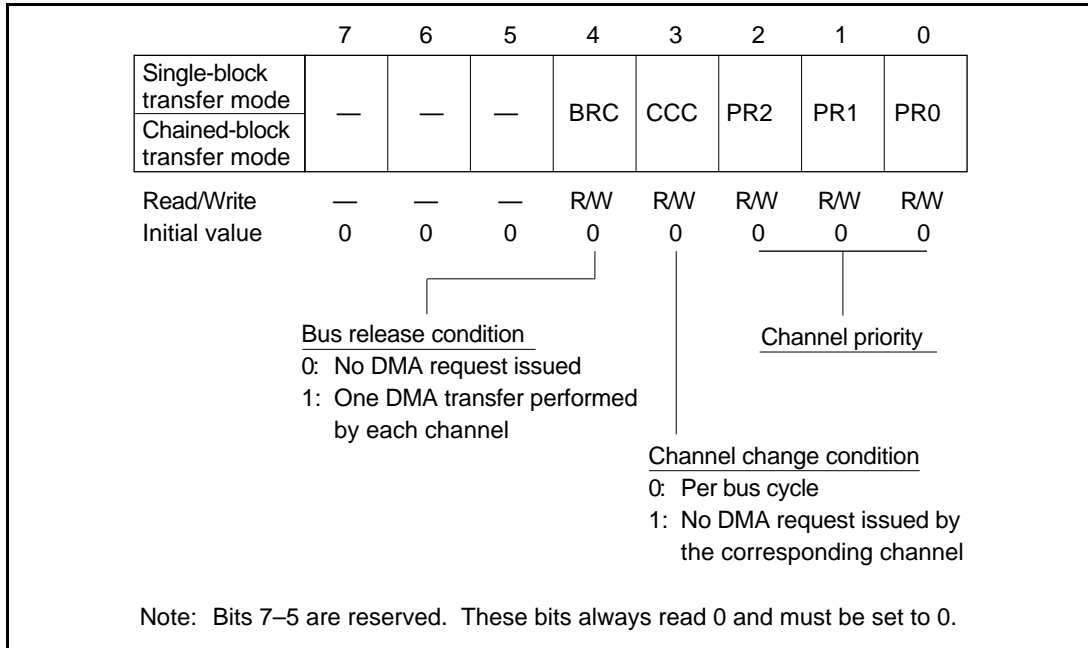 7 6 5 4 3 2 1 0
Single-block
transfer mode
Chained-block
transfer mode
— — — BRC CCC PR2 PR1 PR0
Read/Write — — — R/W R/W R/W R/W R/W
Initial value 0 0 0 0 0 0 0 0
Bus release condition
0: No DMA request issued
1: One DMA transfer performed
by each channel
Channel priority
Channel change condition
0: Per bus cycle
1: No DMA request issued by
the corresponding channel
Note: Bits 7–5 are reserved. These bits always read 0 and must be set to 0.